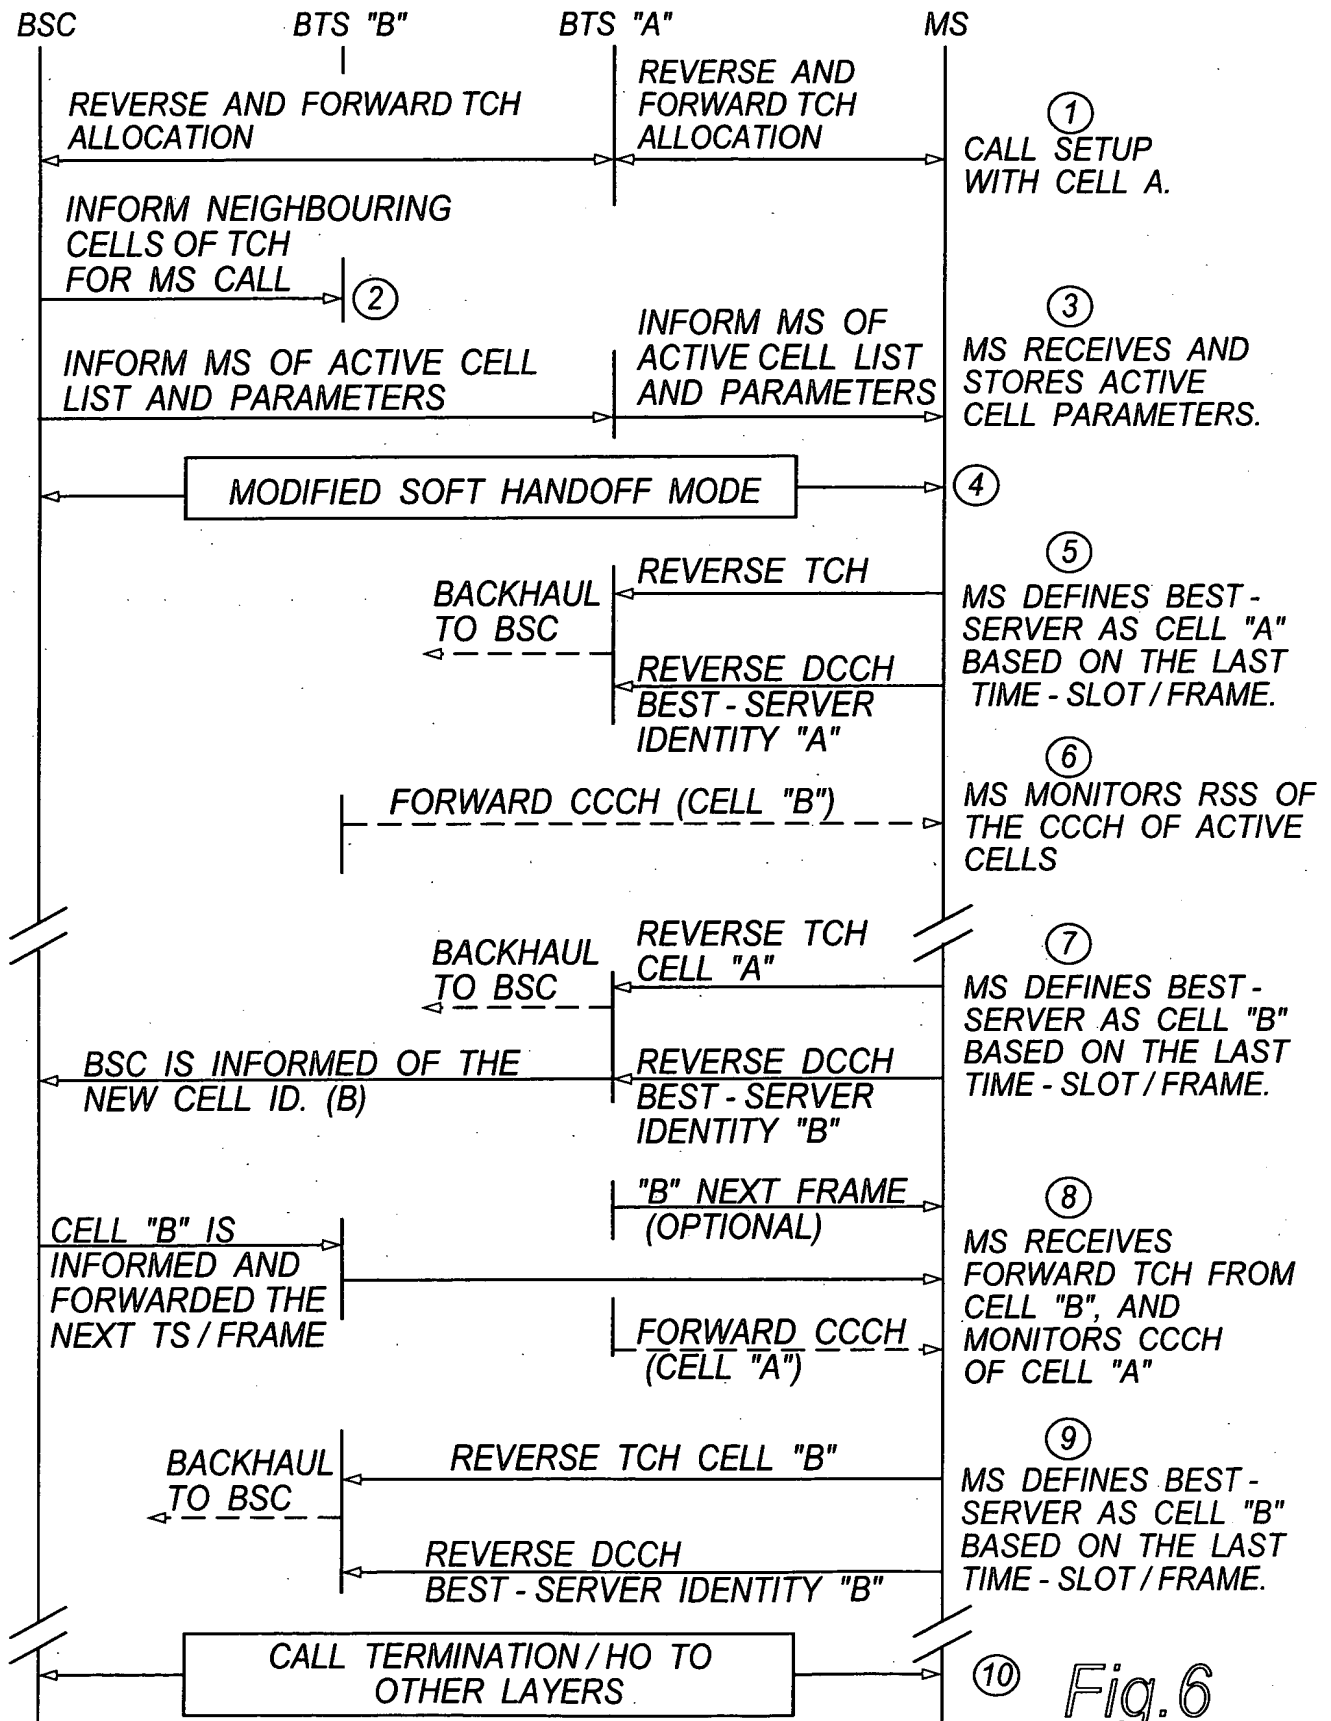 BSC BTS "B" BTS "A" MS
REVERSE AND FORWARD TCH
ALLOCATION
REVERSE AND
FORWARD TCH
ALLOCATION
1
CALL SETUP
WITH CELL A.
INFORM NEIGHBOURING
CELLS OF TCH
FOR MS CALL
2
INFORM MS OF ACTIVE CELL
LIST AND PARAMETERS
INFORM MS OF
ACTIVE CELL LIST
AND PARAMETERS
3
MS RECEIVES AND
STORES ACTIVE
CELL PARAMETERS.
MODIFIED SOFT HANDOFF MODE
4
BACKHAUL
TO BSC
REVERSE TCH
REVERSE DCCH
BEST - SERVER
IDENTITY "A"
5
MS DEFINES BEST -
SERVER AS CELL "A"
BASED ON THE LAST
TIME - SLOT / FRAME.
FORWARD CCCH (CELL "B")
6
MS MONITORS RSS OF
THE CCCH OF ACTIVE
CELLS
BACKHAUL
TO BSC
REVERSE TCH
CELL "A"
7
MS DEFINES BEST -
SERVER AS CELL "B"
BASED ON THE LAST
TIME - SLOT / FRAME.
BSC IS INFORMED OF THE
NEW CELL ID. (B)
REVERSE DCCH
BEST - SERVER
IDENTITY "B"
"B" NEXT FRAME
(OPTIONAL)
8
CELL "B" IS
INFORMED AND
FORWARDED THE
NEXT TS / FRAME
MS RECEIVES
FORWARD TCH FROM
CELL "B", AND
MONITORS CCCH
OF CELL "A"
FORWARD CCCH
(CELL "A")
BACKHAUL
TO BSC
REVERSE TCH CELL "B"
9
MS DEFINES BEST -
SERVER AS CELL "B"
BASED ON THE LAST
TIME - SLOT / FRAME.
REVERSE DCCH
BEST - SERVER IDENTITY "B"
CALL TERMINATION / HO TO
OTHER LAYERS
10
Fig.6